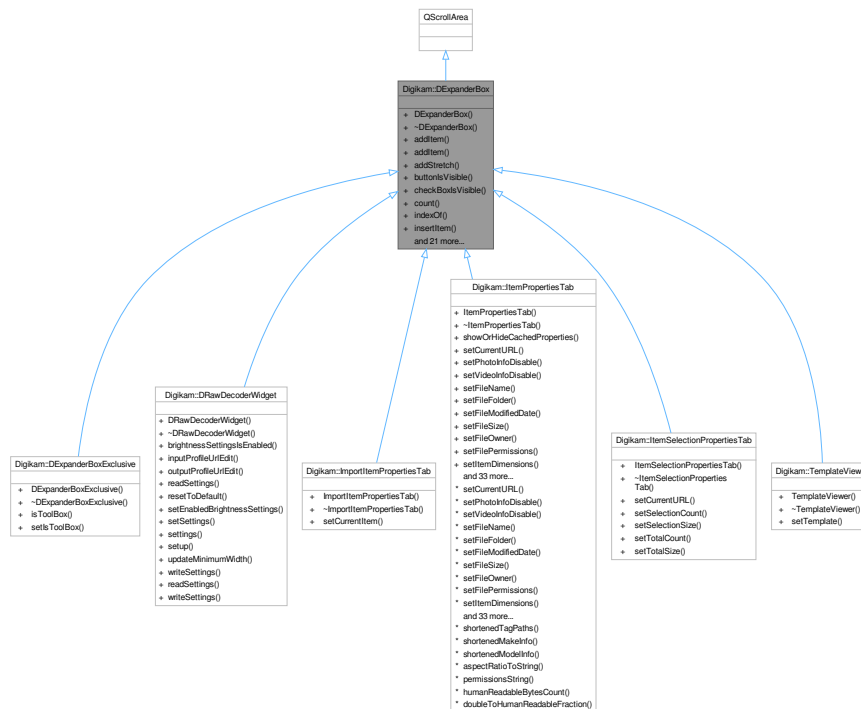 QScrollArea
Digikam::DExpanderBox
+ DExpanderBox()
+ ~DExpanderBox()
+ addItem()
+ addItem()
+ addStretch()
+ buttonIsVisible()
+ checkBoxIsVisible()
+ count()
+ indexOf()
+ insertItem()
and 21 more...
Digikam::DExpanderBoxExclusive
+ DExpanderBoxExclusive()
+ ~DExpanderBoxExclusive()
+ isToolBox()
+ setIsToolBox()
Digikam::DRawDecoderWidget
+ DRawDecoderWidget()
+ ~DRawDecoderWidget()
+ brightnessSettingsIsEnabled()
+ inputProfileUrlEdit()
+ outputProfileUrlEdit()
+ readSettings()
+ resetToDefault()
+ setEnabledBrightnessSettings()
+ setSettings()
+ settings()
+ setup()
+ updateMinimumWidth()
+ writeSettings()
+ readSettings()
+ writeSettings()
Digikam::ImportItemPropertiesTab
+ ImportItemPropertiesTab()
+ ~ImportItemPropertiesTab()
+ setCurrentItem()
Digikam::ItemPropertiesTab
+ ItemPropertiesTab()
+ ~ItemPropertiesTab()
+ showOrHideCachedProperties()
+ setCurrentURL()
+ setPhotoInfoDisable()
+ setVideoInfoDisable()
+ setFileName()
+ setFileFolder()
+ setFileModifiedDate()
+ setFileSize()
+ setFileOwner()
+ setFilePermissions()
+ setItemDimensions()
and 33 more...
* setCurrentURL()
* setPhotoInfoDisable()
* setVideoInfoDisable()
* setFileName()
* setFileFolder()
* setFileModifiedDate()
* setFileSize()
* setFileOwner()
* setFilePermissions()
* setItemDimensions()
and 33 more...
* shortenedTagPaths()
* shortenedMakeInfo()
* shortenedModelInfo()
* aspectRatioToString()
* permissionsString()
* humanReadableBytesCount()
* doubleToHumanReadableFraction()
Digikam::ItemSelectionPropertiesTab
+ ItemSelectionPropertiesTab()
+ ~ItemSelectionProperties
Tab()
+ setCurrentURL()
+ setSelectionCount()
+ setSelectionSize()
+ setTotalCount()
+ setTotalSize()
Digikam::TemplateViewer
+ TemplateViewer()
+ ~TemplateViewer()
+ setTemplate()